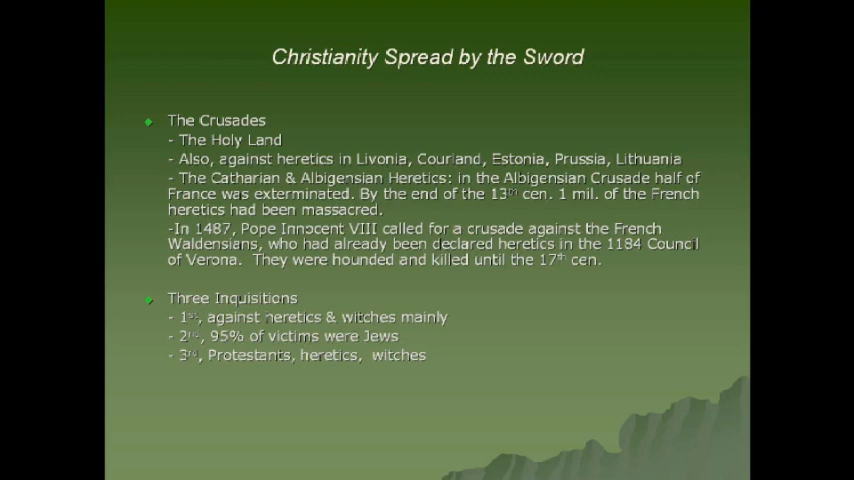 Christianity Spread by the Sword
The Crusades
- The Holy Land
- Also, against heretics in Livonia, Courland, Estonia, Prussia, Lithuania
- The Catharian & Albigensian Heretics: in the Albigensian Crusade half of
France was exterminated. By the end of the 13th cen. 1 mil. of the French
heretics had been massacred.
-In 1487, Pope Innocent VIII called for a crusade against the French
Waldensians, who had already been declared heretics in the 1184 Council
of Verona. They were hounded and killed until the 17th cen.
Three Inquisitions
- 1st, against heretics & witches mainly
- 2nd, 95% of victims were Jews
- 3rd, Protestants, heretics, witches